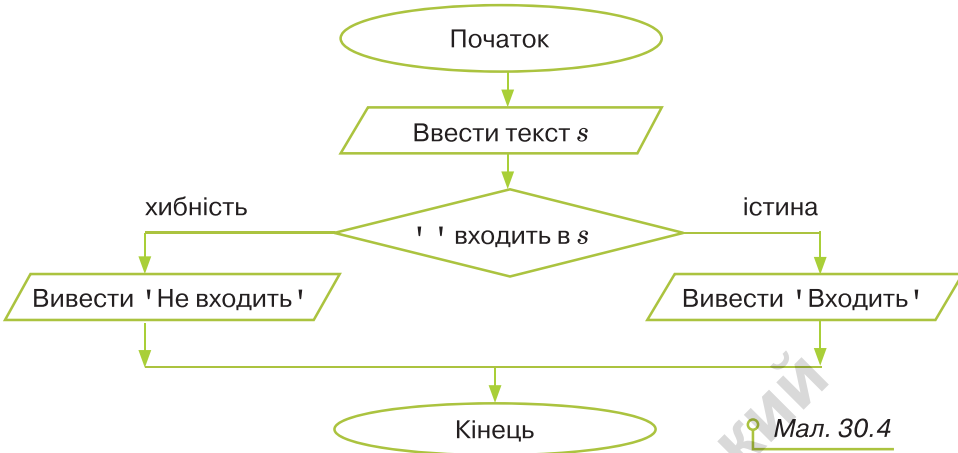 Початок
Ввести текст s
хибність
істина
' ' входить в s
Вивести 'Не входить'
Вивести 'Входить'
Кінець
Мал. 30.4